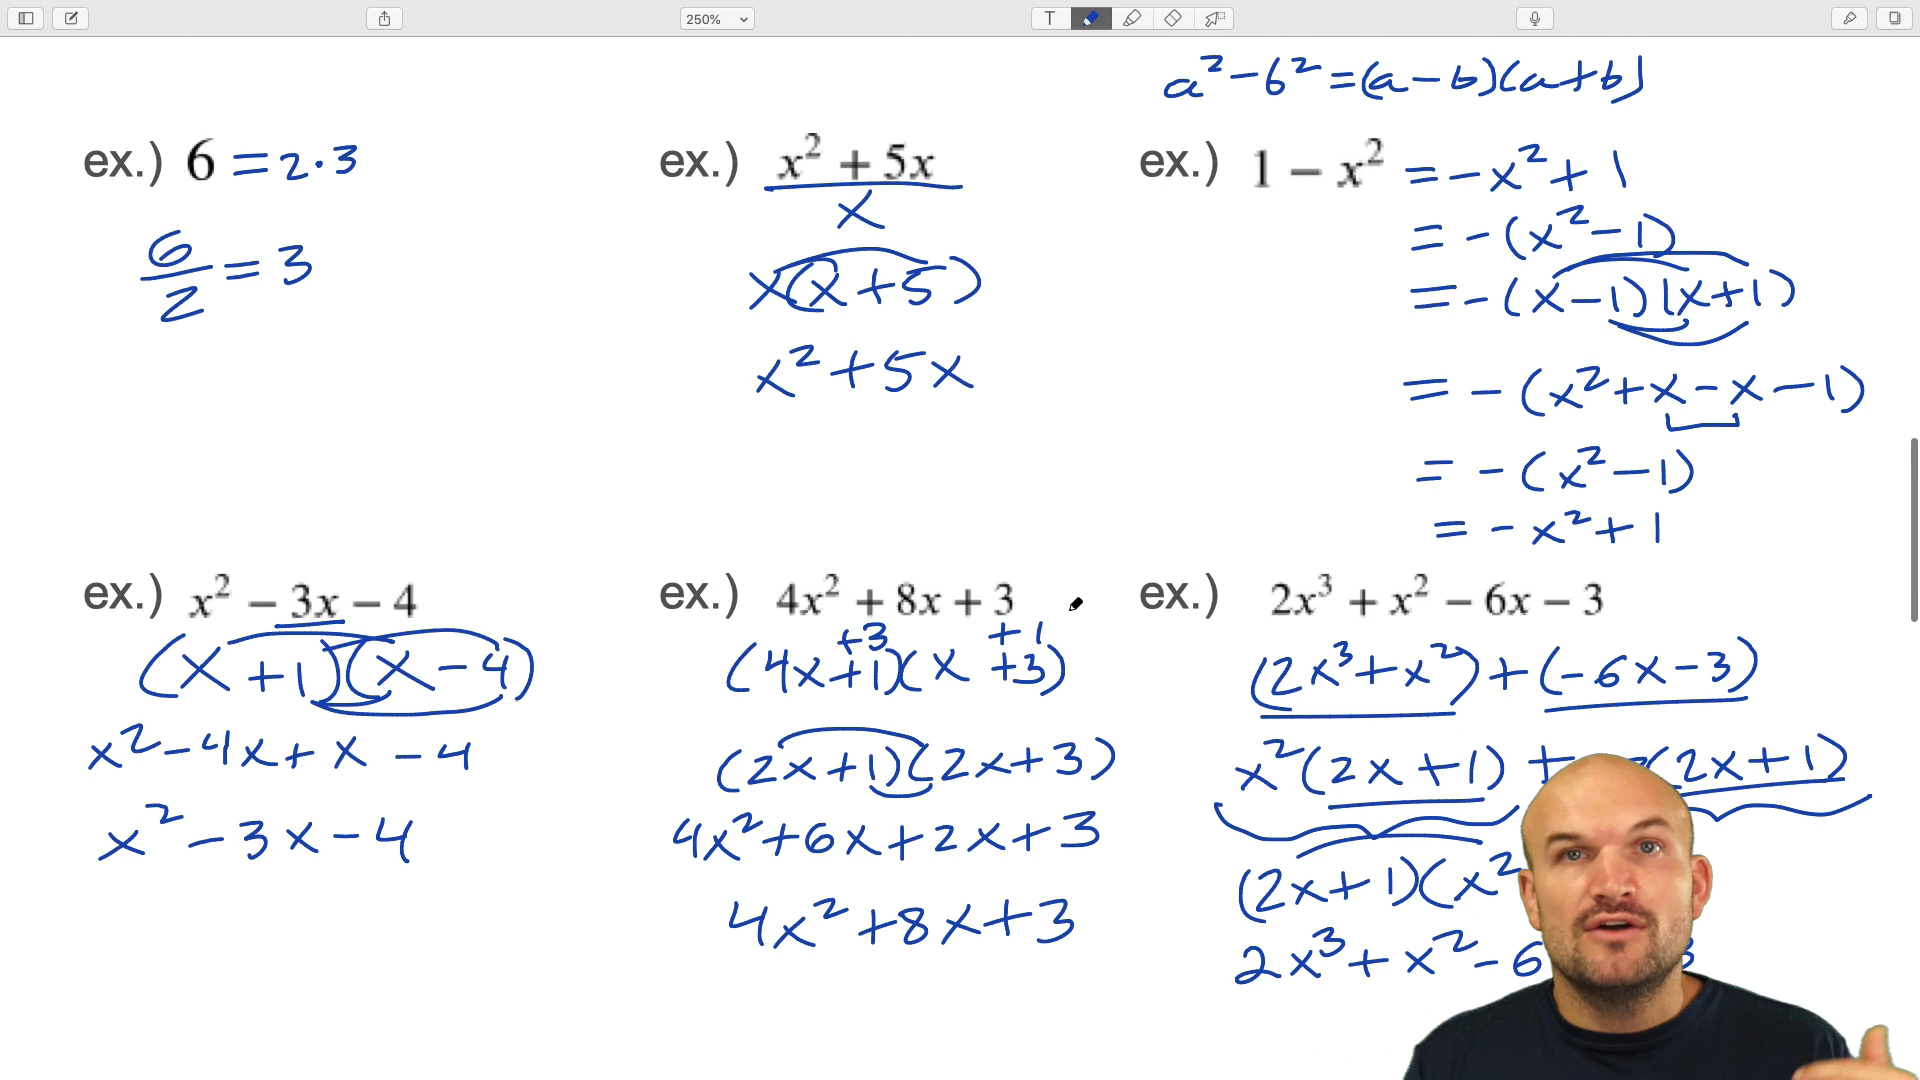 250%
T
a² - b² = (a - b)(a + b)
ex.) 6 = 2 · 3
6/2 = 3
ex.) x² + 5x
x
x(x + 5)
x² + 5x
ex.) 1 − x² = -x² + 1
= -(x² - 1)
= -(x - 1)(x + 1)
= -(x² + x - x - 1)
= -(x² - 1)
= -x² + 1
ex.) x² − 3x − 4
(x + 1)(x - 4)
x² - 4x + x - 4
x² - 3x - 4
ex.) 4x² + 8x + 3
+3 +1
(4x + 1)(x + 3)
(2x + 1)(2x + 3)
4x² + 6x + 2x + 3
4x² + 8x + 3
ex.) 2x³ + x² − 6x − 3
(2x³ + x²) + (-6x - 3)
x²(2x + 1) + - (2x + 1)
(2x + 1)(x²
2x³ + x² - 6